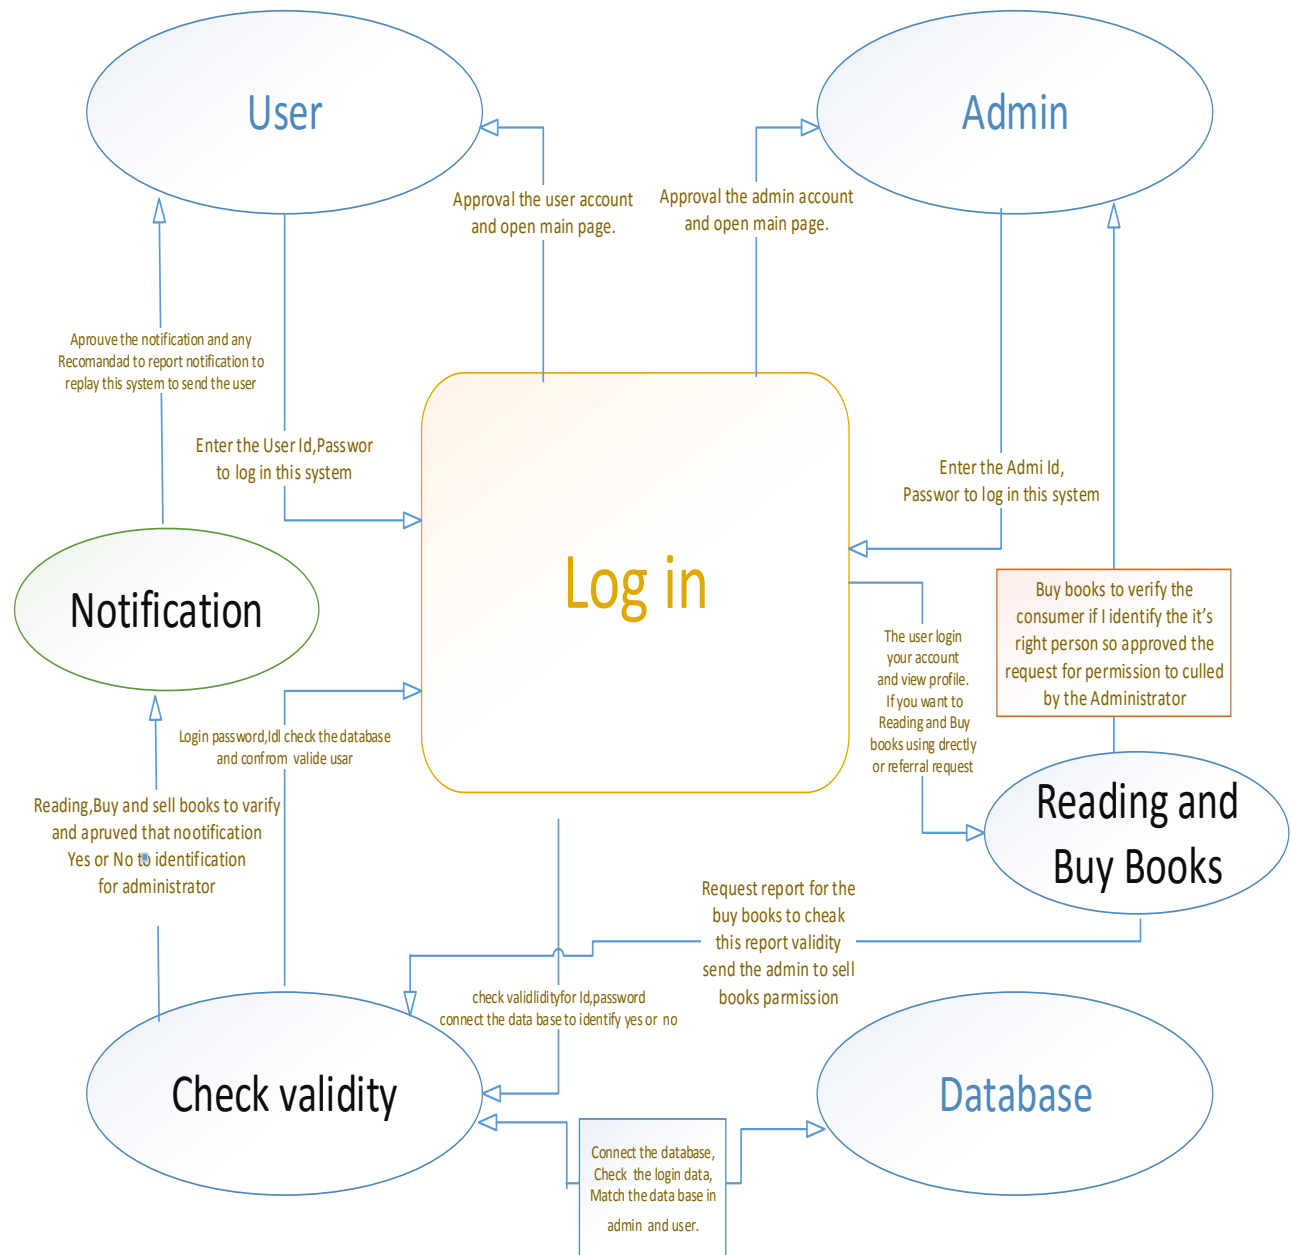 User
Admin
Approval the user account
and open main page.
Approval the admin account
and open main page.
Aprouve the notification and any
Recomandad to report notification to
replay this system to send the user
Enter the User Id,Passwor
to log in this system
Enter the Admi Id,
Passwor to log in this system
Log in
Notification
Buy books to verify the
consumer if I identify the it's
right person so approved the
request for permission to culled
by the Administrator
The user login
your account
and view profile.
If you want to
Reading and Buy
books using drectly
or referral request
Login password,Idl check the database
and confrom valide usar
Reading,Buy and sell books to varify
and apruved that nootification
Yes or No to identification
for administrator
Reading and
Buy Books
Request report for the
buy books to cheak
this report validity
send the admin to sell
books parmission
check validlidityfor Id,password
connect the data base to identify yes or no
Check validity
Database
Connect the database,
Check the login data,
Match the data base in
admin and user.